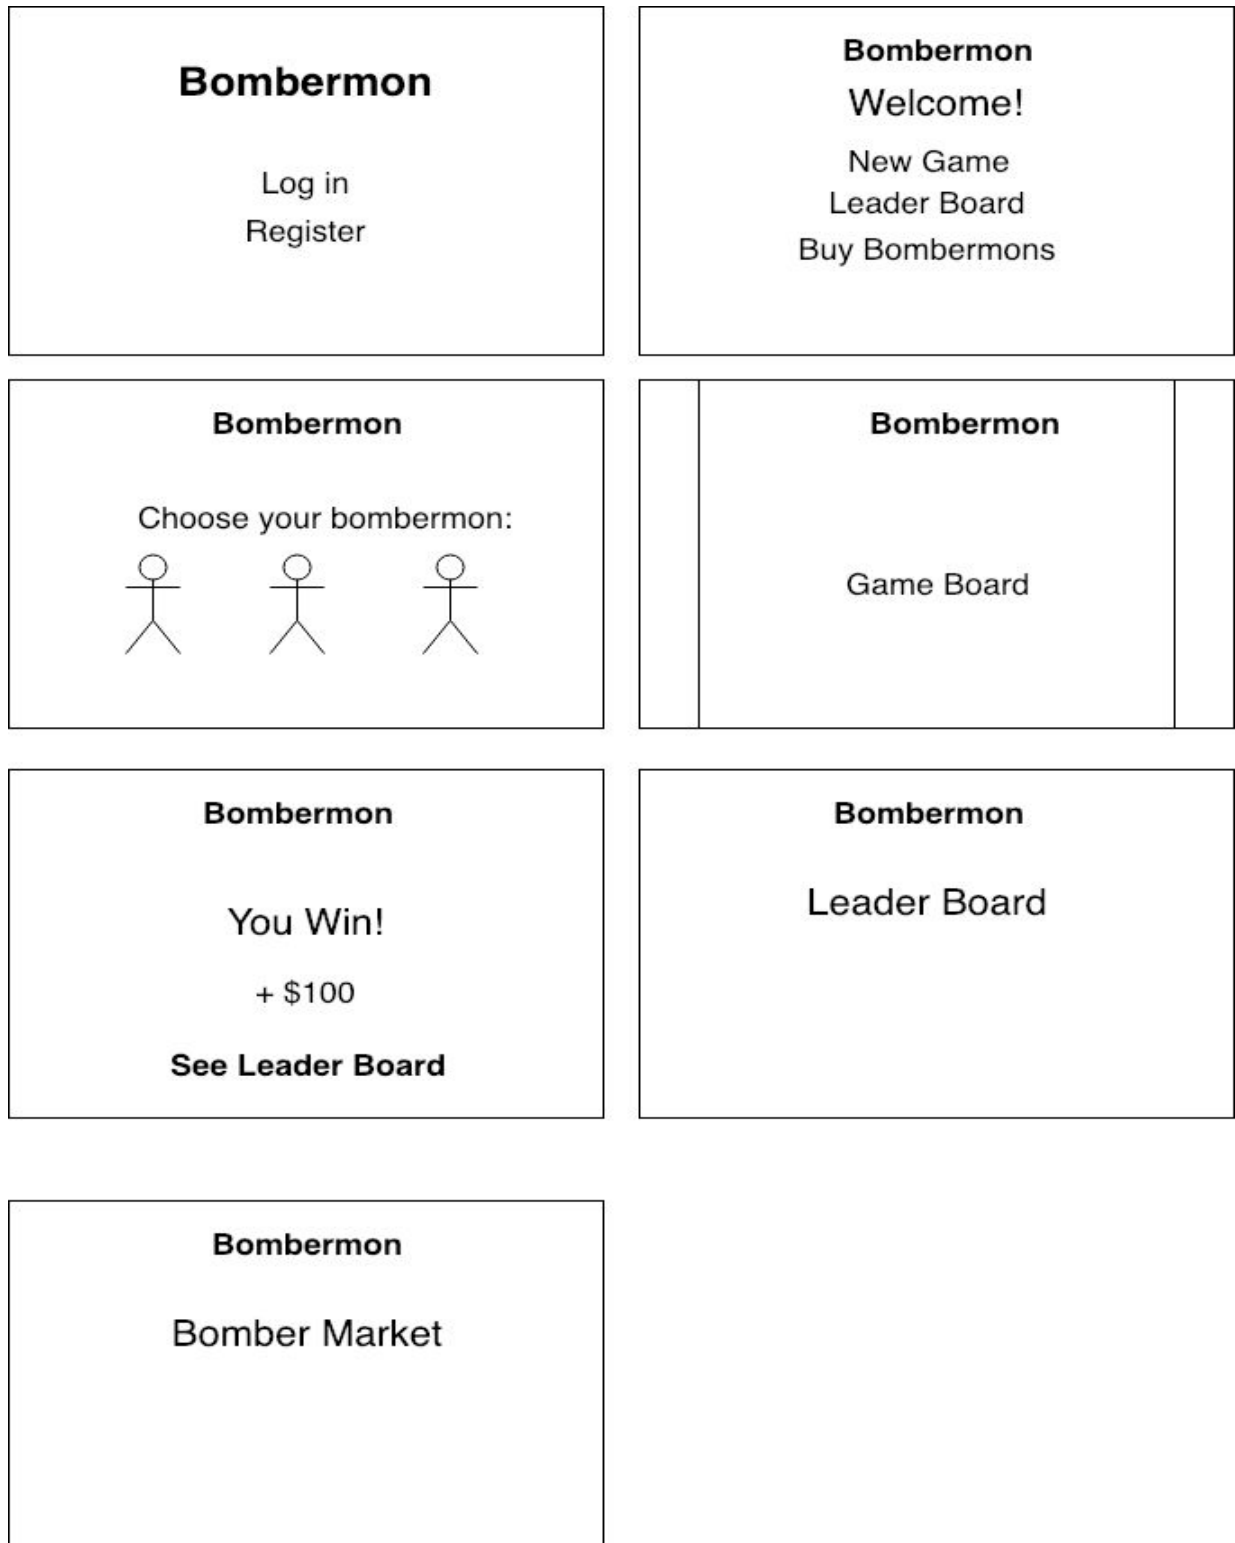 Bombermon
Log in
Register
Bombermon
Welcome!
New Game
Leader Board
Buy Bombermons
Bombermon
Choose your bombermon:
Bombermon
Game Board
Bombermon
You Win!
+ $100
See Leader Board
Bombermon
Leader Board
Bombermon
Bomber Market